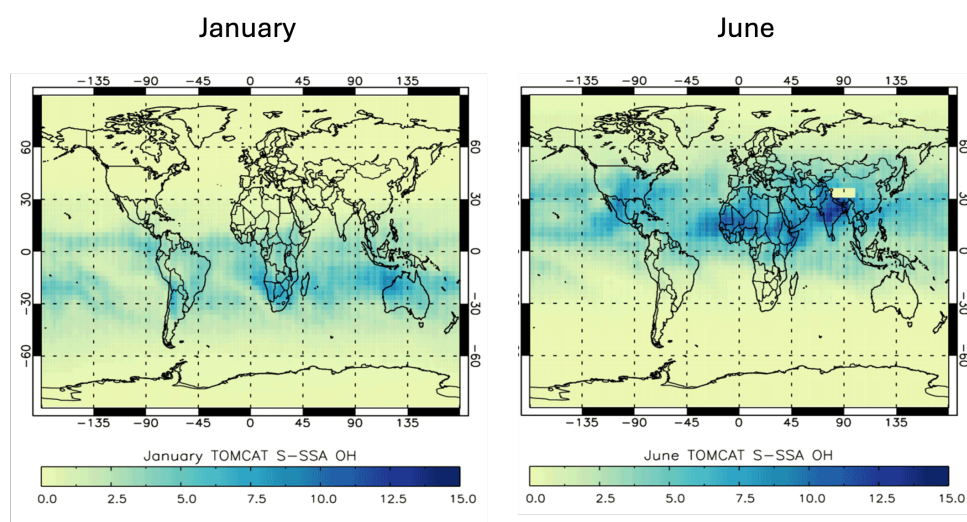 January June
-135 -90 -45 0 45 90 135 -135 -90 -45 0 45 90 135
60 60 60 60
30 30 30 30
0 0 0 0
-30 -30 -30 -30
-60 -60 -60 -60
-135 -90 -45 0 45 90 135 -135 -90 -45 0 45 90 135
January TOMCAT S-SSA OH June TOMCAT S-SSA OH
0.0 2.5 5.0 7.5 10.0 12.5 15.0 0.0 2.5 5.0 7.5 10.0 12.5 15.0